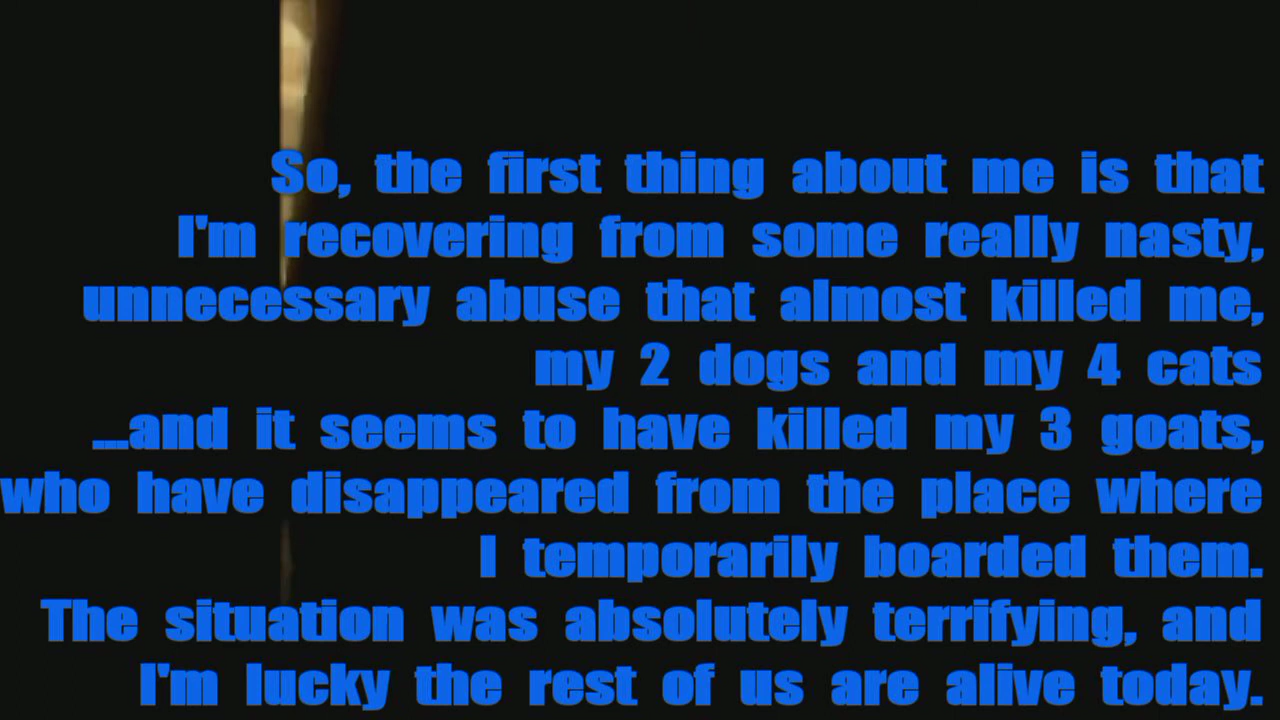 So, the first thing about me is that
I'm recovering from some really nasty,
unnecessary abuse that almost killed me,
my 2 dogs and my 4 cats
...and it seems to have killed my 3 goats,
who have disappeared from the place where
I temporarily boarded them.
The situation was absolutely terrifying, and
I'm lucky the rest of us are alive today.